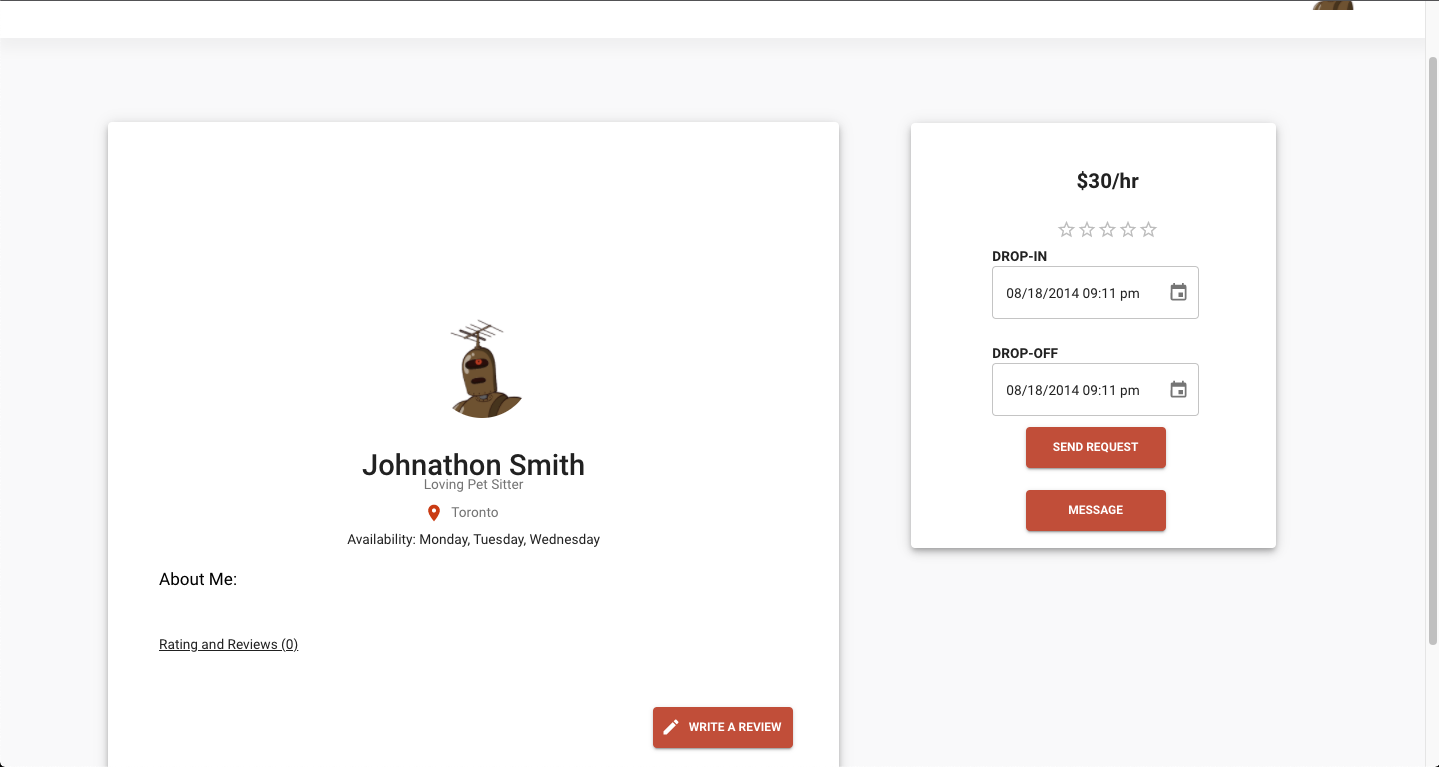 Johnathon Smith
Loving Pet Sitter
Toronto
Availability: Monday, Tuesday, Wednesday
About Me:
Rating and Reviews (0)
WRITE A REVIEW
$30/hr
DROP-IN
08/18/2014 09:11 pm
DROP-OFF
08/18/2014 09:11 pm
SEND REQUEST
MESSAGE